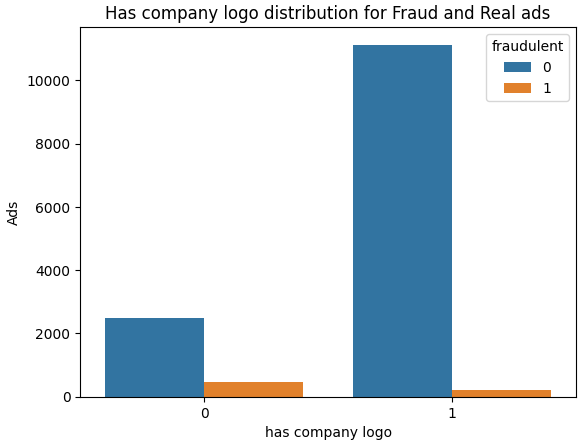 Has company logo distribution for Fraud and Real ads
fraudulent
0
1
10000
8000
6000
4000
2000
0
Ads
0 1
has company logo